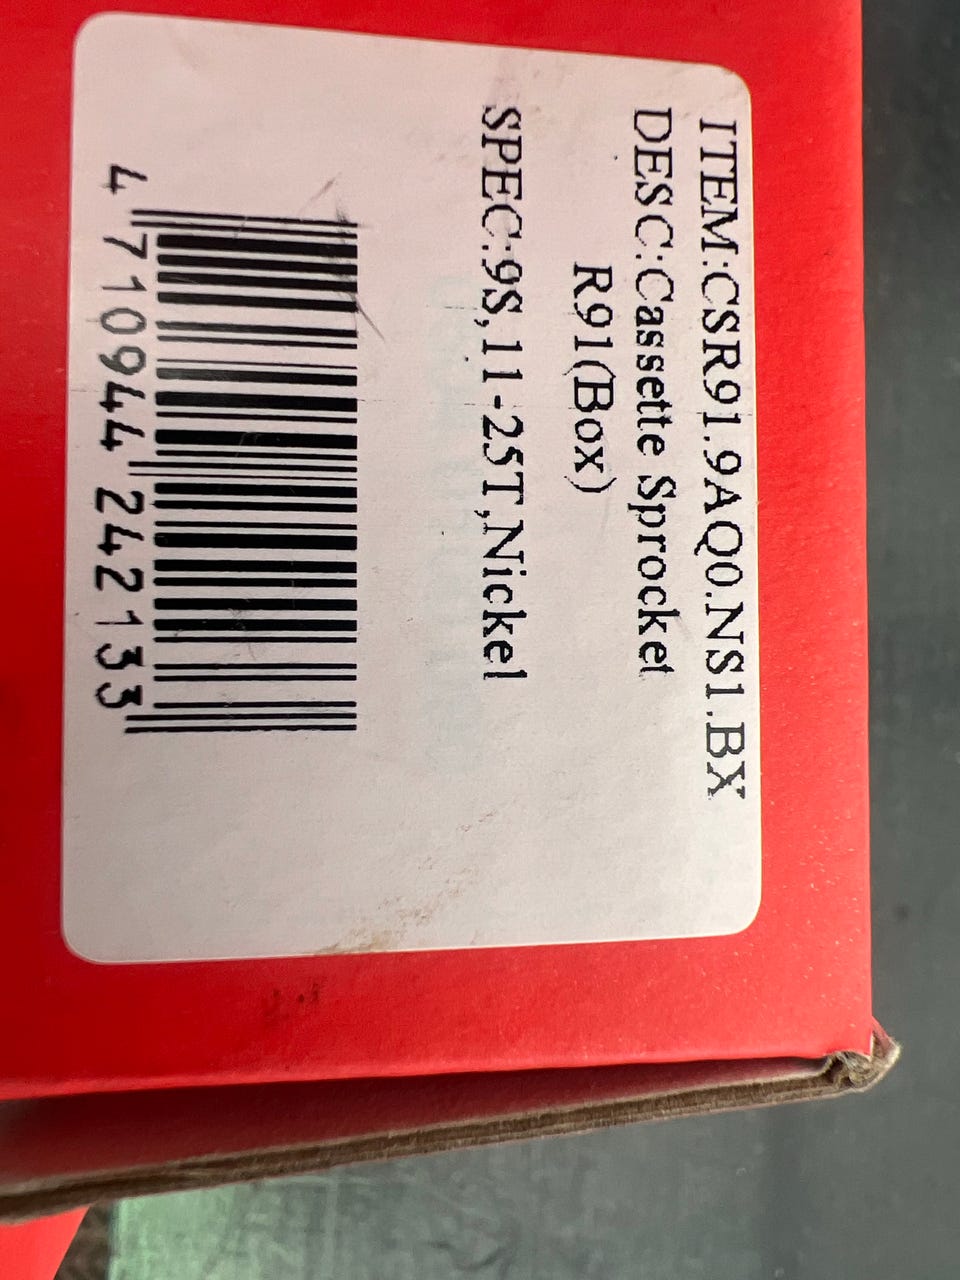 ITEM:CSR91.9AQ0.NS1.BX
DESC:Cassette Sprocket
R91(Box)
SPEC:9S,11-25T,Nickel
4 710944 242133